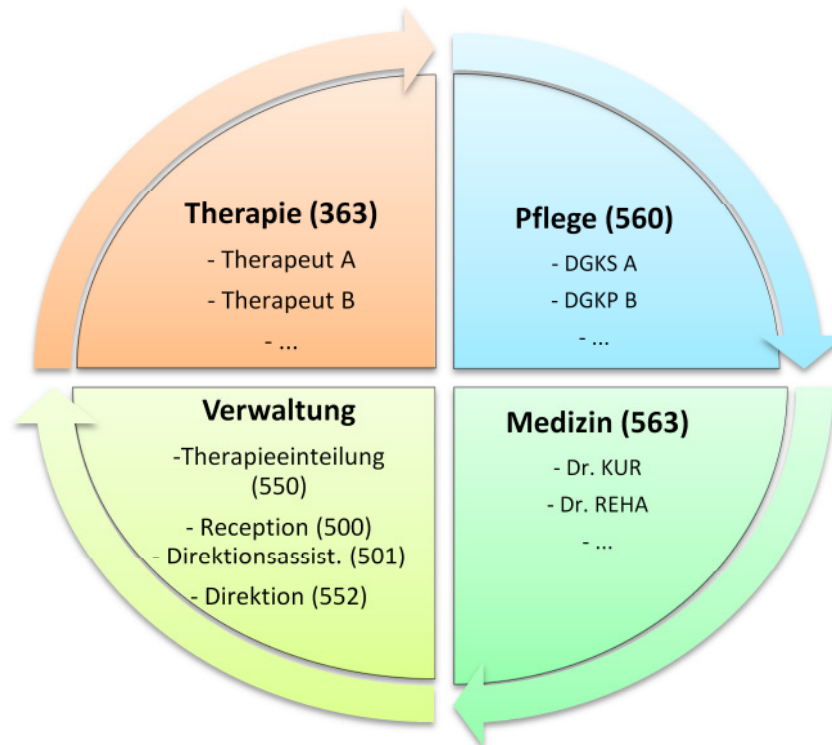 Therapie (363)
- Therapeut A
- Therapeut B
- ...
Pflege (560)
- DGKS A
- DGKP B
- ...
Verwaltung
-Therapieeinteilung
(550)
- Reception (500)
- Direktionsassist. (501)
- Direktion (552)
Medizin (563)
- Dr. KUR
- Dr. REHA
- ...